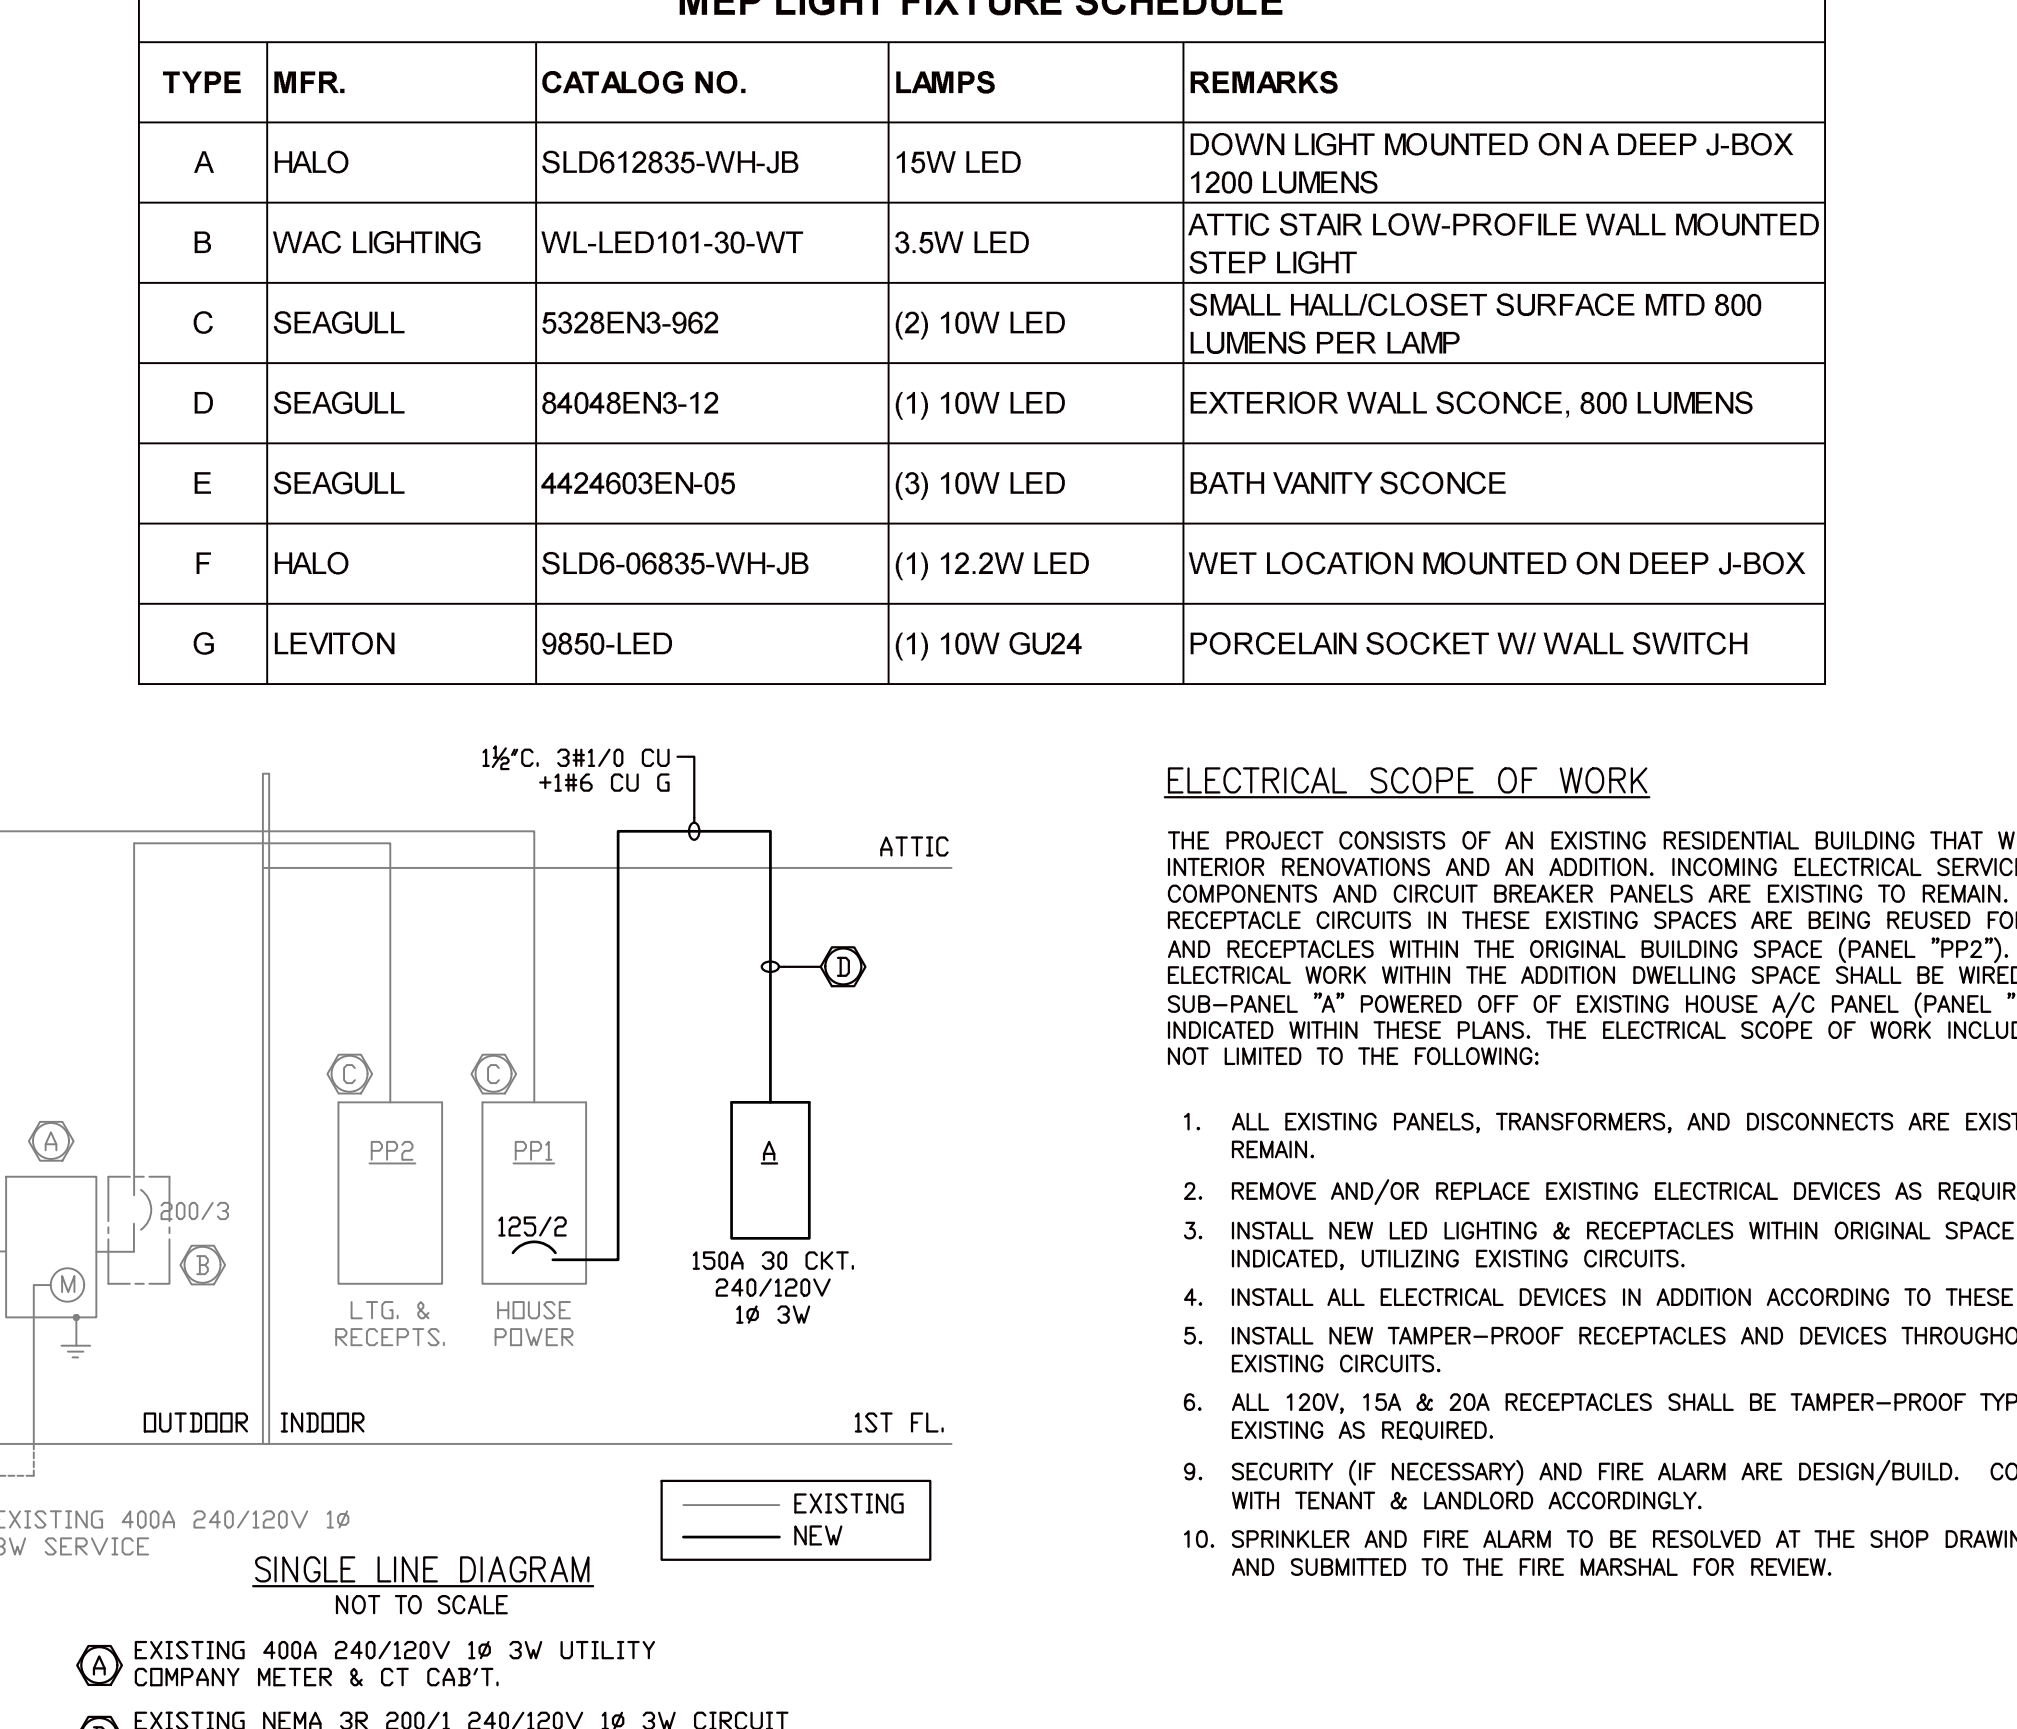 MEP LIGHT FIXTURE SCHEDULE
TYPE MFR. CATALOG NO. LAMPS REMARKS
A HALO SLD612835-WH-JB 15W LED DOWN LIGHT MOUNTED ON A DEEP J-BOX
1200 LUMENS
B WAC LIGHTING WL-LED101-30-WT 3.5W LED ATTIC STAIR LOW-PROFILE WALL MOUNTED
STEP LIGHT
C SEAGULL 5328EN3-962 (2) 10W LED SMALL HALL/CLOSET SURFACE MTD 800
LUMENS PER LAMP
D SEAGULL 84048EN3-12 (1) 10W LED EXTERIOR WALL SCONCE, 800 LUMENS
E SEAGULL 4424603EN-05 (3) 10W LED BATH VANITY SCONCE
F HALO SLD6-06835-WH-JB (1) 12.2W LED WET LOCATION MOUNTED ON DEEP J-BOX
G LEVITON 9850-LED (1) 10W GU24 PORCELAIN SOCKET W/ WALL SWITCH
1½"C. 3#1/0 CU
+1#6 CU G
ATTIC
D
C
C
A
PP2
PP1
A
200/3
125/2
B
M
150A 30 CKT.
240/120V
1ø 3W
LTG. &
RECEPTS.
HOUSE
POWER
OUTDOOR
INDOOR
1ST FL.
EXISTING
NEW
EXISTING 400A 240/120V 1ø
3W SERVICE
SINGLE LINE DIAGRAM
NOT TO SCALE
A EXISTING 400A 240/120V 1ø 3W UTILITY
COMPANY METER & CT CAB'T.
EXISTING NEMA 3R 200/1 240/120V 1ø 3W CIRCUIT
ELECTRICAL SCOPE OF WORK
THE PROJECT CONSISTS OF AN EXISTING RESIDENTIAL BUILDING THAT W
INTERIOR RENOVATIONS AND AN ADDITION. INCOMING ELECTRICAL SERVIC
COMPONENTS AND CIRCUIT BREAKER PANELS ARE EXISTING TO REMAIN.
RECEPTACLE CIRCUITS IN THESE EXISTING SPACES ARE BEING REUSED FO
AND RECEPTACLES WITHIN THE ORIGINAL BUILDING SPACE (PANEL "PP2").
ELECTRICAL WORK WITHIN THE ADDITION DWELLING SPACE SHALL BE WIRED
SUB-PANEL "A" POWERED OFF OF EXISTING HOUSE A/C PANEL (PANEL "
INDICATED WITHIN THESE PLANS. THE ELECTRICAL SCOPE OF WORK INCLU
NOT LIMITED TO THE FOLLOWING:
1. ALL EXISTING PANELS, TRANSFORMERS, AND DISCONNECTS ARE EXIST
REMAIN.
2. REMOVE AND/OR REPLACE EXISTING ELECTRICAL DEVICES AS REQUIR
3. INSTALL NEW LED LIGHTING & RECEPTACLES WITHIN ORIGINAL SPACE
INDICATED, UTILIZING EXISTING CIRCUITS.
4. INSTALL ALL ELECTRICAL DEVICES IN ADDITION ACCORDING TO THESE
5. INSTALL NEW TAMPER-PROOF RECEPTACLES AND DEVICES THROUGHO
EXISTING CIRCUITS.
6. ALL 120V, 15A & 20A RECEPTACLES SHALL BE TAMPER-PROOF TYP
EXISTING AS REQUIRED.
9. SECURITY (IF NECESSARY) AND FIRE ALARM ARE DESIGN/BUILD. CO
WITH TENANT & LANDLORD ACCORDINGLY.
10. SPRINKLER AND FIRE ALARM TO BE RESOLVED AT THE SHOP DRAWIN
AND SUBMITTED TO THE FIRE MARSHAL FOR REVIEW.